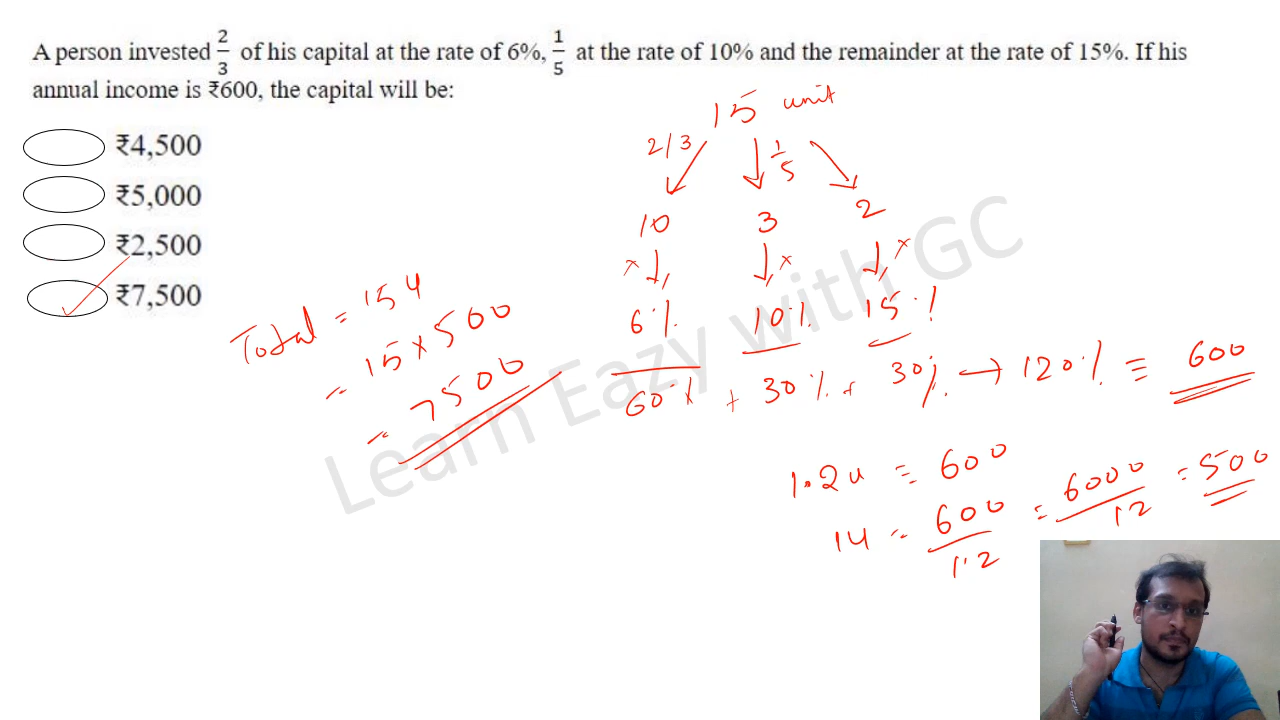 A person invested 2/3 of his capital at the rate of 6%, 1/5 at the rate of 10% and the remainder at the rate of 15%. If his
annual income is ₹600, the capital will be:
₹4,500
₹5,000
₹2,500
₹7,500
15 unit
2/3 1/5
10 3 2
× × ×
6% 10% 15%
60% + 30% + 30% → 120% = 600
1.2u = 600
1u = 600/1.2 = 6000/12 = 500
Total = 15u
= 15×500
= 7500
Learn Eazy with GC